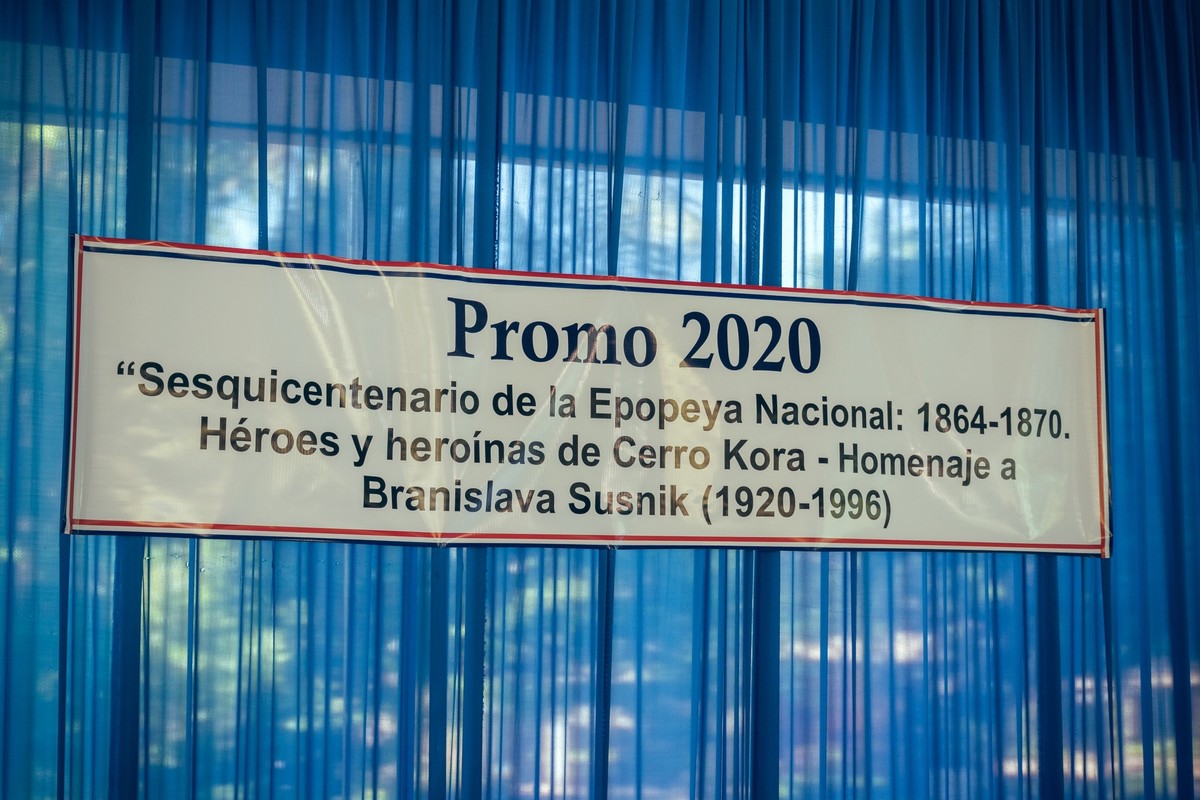 Promo 2020
“Sesquicentenario de la Epopeya Nacional: 1864-1870.
Héroes y heroínas de Cerro Kora - Homenaje a
Branislava Susnik (1920-1996)